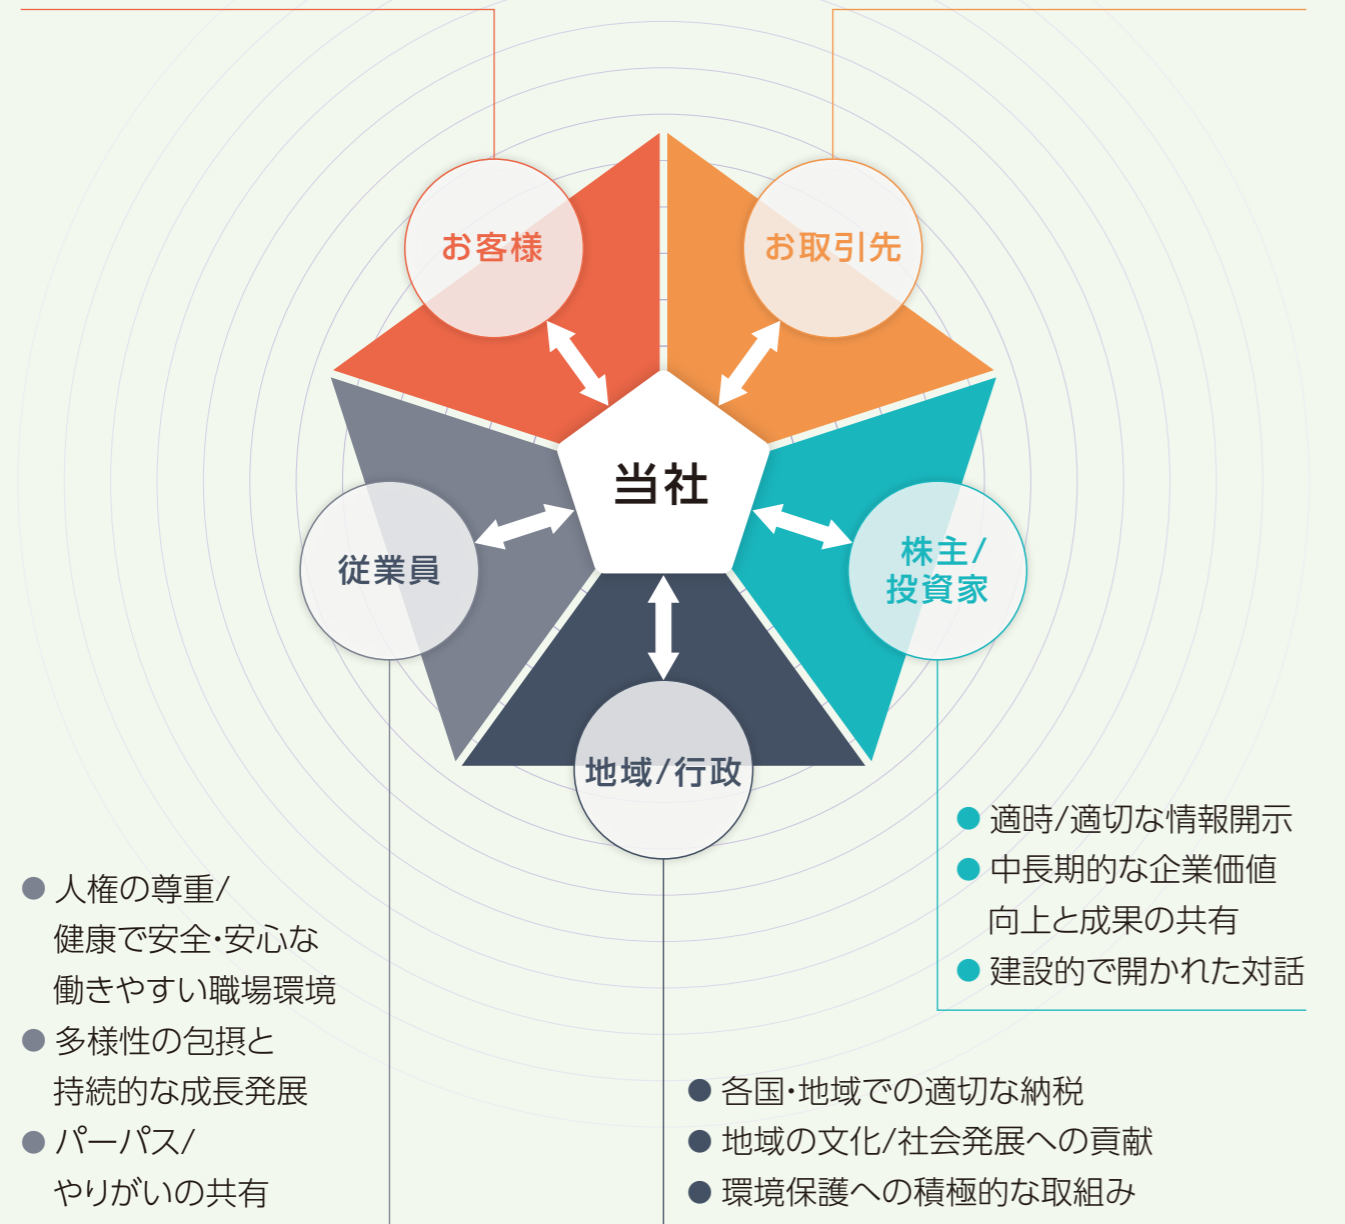 お客様
お取引先
当社
従業員
株主/
投資家
地域/行政
● 適時/適切な情報開示
● 中長期的な企業価値
向上と成果の共有
● 建設的で開かれた対話
● 人権の尊重/
健康で安全・安心な
働きやすい職場環境
● 多様性の包摂と
持続的な成長発展
● パーパス/
やりがいの共有
● 各国・地域での適切な納税
● 地域の文化/社会発展への貢献
● 環境保護への積極的な取組み